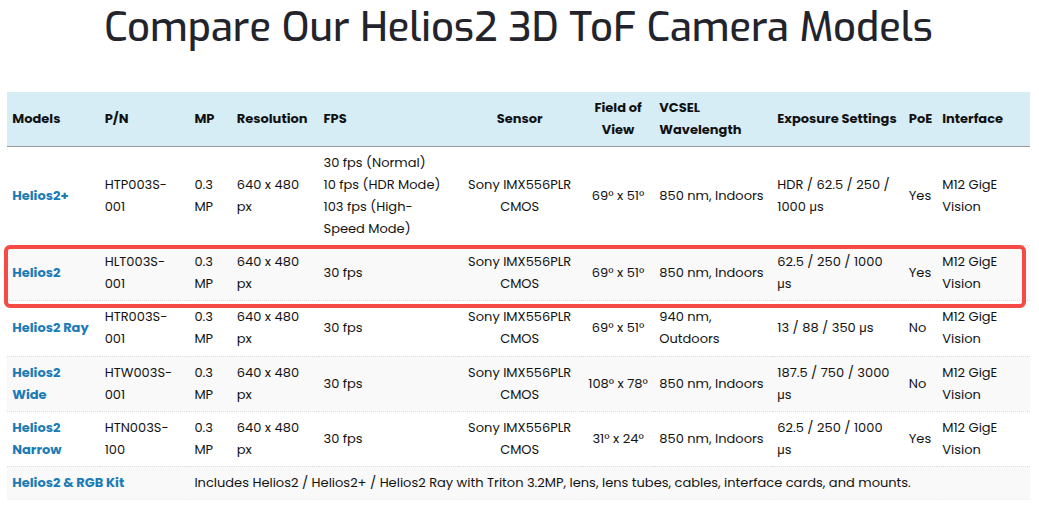 Compare Our Helios2 3D ToF Camera Models
Models P/N MP Resolution FPS Sensor Field of View VCSEL Wavelength Exposure Settings PoE Interface
Helios2+ HTP003S-001 0.3 MP 640 x 480 px 30 fps (Normal) 10 fps (HDR Mode) 103 fps (High-Speed Mode) Sony IMX556PLR CMOS 69º x 51º 850 nm, Indoors HDR / 62.5 / 250 / 1000 µs Yes M12 GigE Vision
Helios2 HLT003S-001 0.3 MP 640 x 480 px 30 fps Sony IMX556PLR CMOS 69º x 51º 850 nm, Indoors 62.5 / 250 / 1000 µs Yes M12 GigE Vision
Helios2 Ray HTR003S-001 0.3 MP 640 x 480 px 30 fps Sony IMX556PLR CMOS 69º x 51º 940 nm, Outdoors 13 / 88 / 350 µs No M12 GigE Vision
Helios2 Wide HTW003S-001 0.3 MP 640 x 480 px 30 fps Sony IMX556PLR CMOS 108º x 78º 850 nm, Indoors 187.5 / 750 / 3000 µs No M12 GigE Vision
Helios2 Narrow HTN003S-100 0.3 MP 640 x 480 px 30 fps Sony IMX556PLR CMOS 31º x 24º 850 nm, Indoors 62.5 / 250 / 1000 µs Yes M12 GigE Vision
Helios2 & RGB Kit Includes Helios2 / Helios2+ / Helios2 Ray with Triton 3.2MP, lens, lens tubes, cables, interface cards, and mounts.